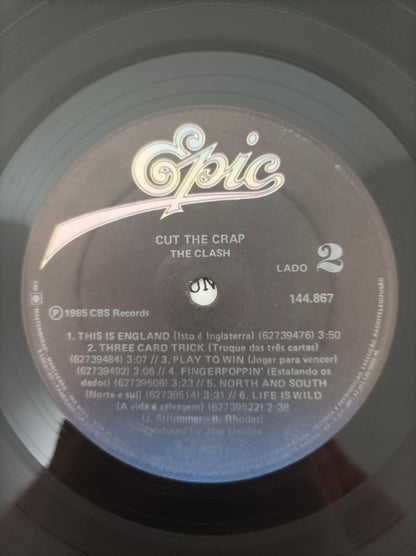 Epic
CUT THE CRAP
THE CLASH
LADO 2
UN
144.867
Ⓟ 1985 CBS Records
1. THIS IS ENGLAND (Isto é Inglaterra) (62739476) 3:50
2. THREE CARD TRICK (Truque das três cartas)
(62739484) 3:07 // 3. PLAY TO WIN (Jogar para vencer)
(62739492) 3:06 // 4. FINGERPOPPIN' (Estalando os
dedos) (62739506) 3:23 // 5. NORTH AND SOUTH
(Norte e sul) (62739514) 3:31 // 6. LIFE IS WILD
(A vida é selvagem) (62739522) 2:38
(J. Strummer - B. Rhodes)
Produced by Jose Unidos